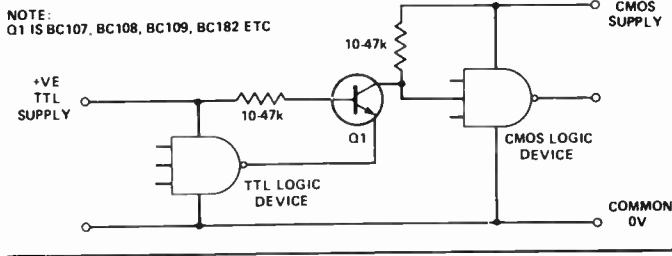 NOTE:
Q1 IS BC107, BC108, BC109, BC182 ETC
CMOS
SUPPLY
10-47k
+VE
TTL
SUPPLY
10-47k
Q1
CMOS LOGIC
DEVICE
TTL LOGIC
DEVICE
COMMON
0V